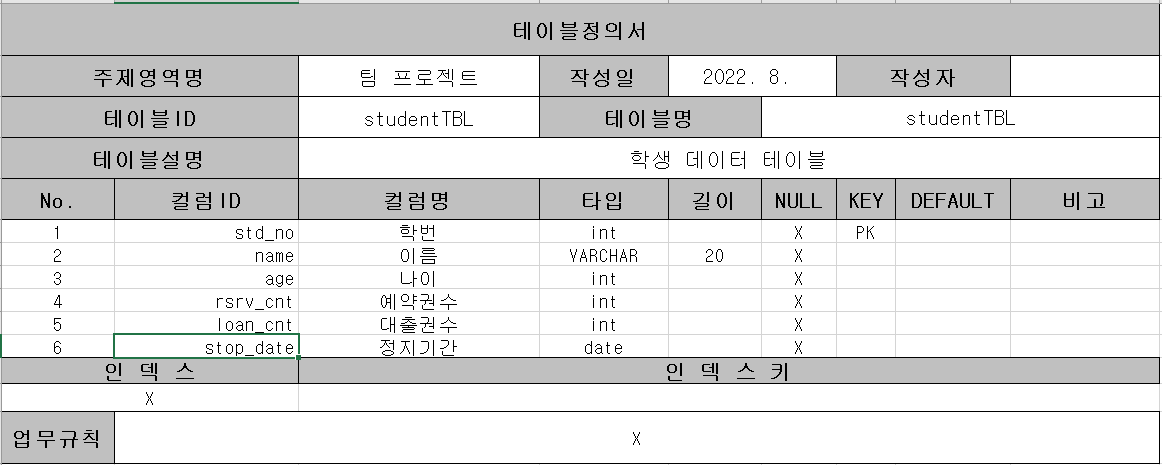 테이블정의서
주제영역명 팀 프로젝트 작성일 2022. 8. 작성자
테이블ID studentTBL 테이블명 studentTBL
테이블설명 학생 데이터 테이블
No. 컬럼ID 컬럼명 타입 길이 NULL KEY DEFAULT 비고
1 std_no 학번 int X PK
2 name 이름 VARCHAR 20 X
3 age 나이 int X
4 rsrv_cnt 예약권수 int X
5 loan_cnt 대출권수 int X
6 stop_date 정지기간 date X
인 덱 스 인 덱 스 키
X
업무규칙 X